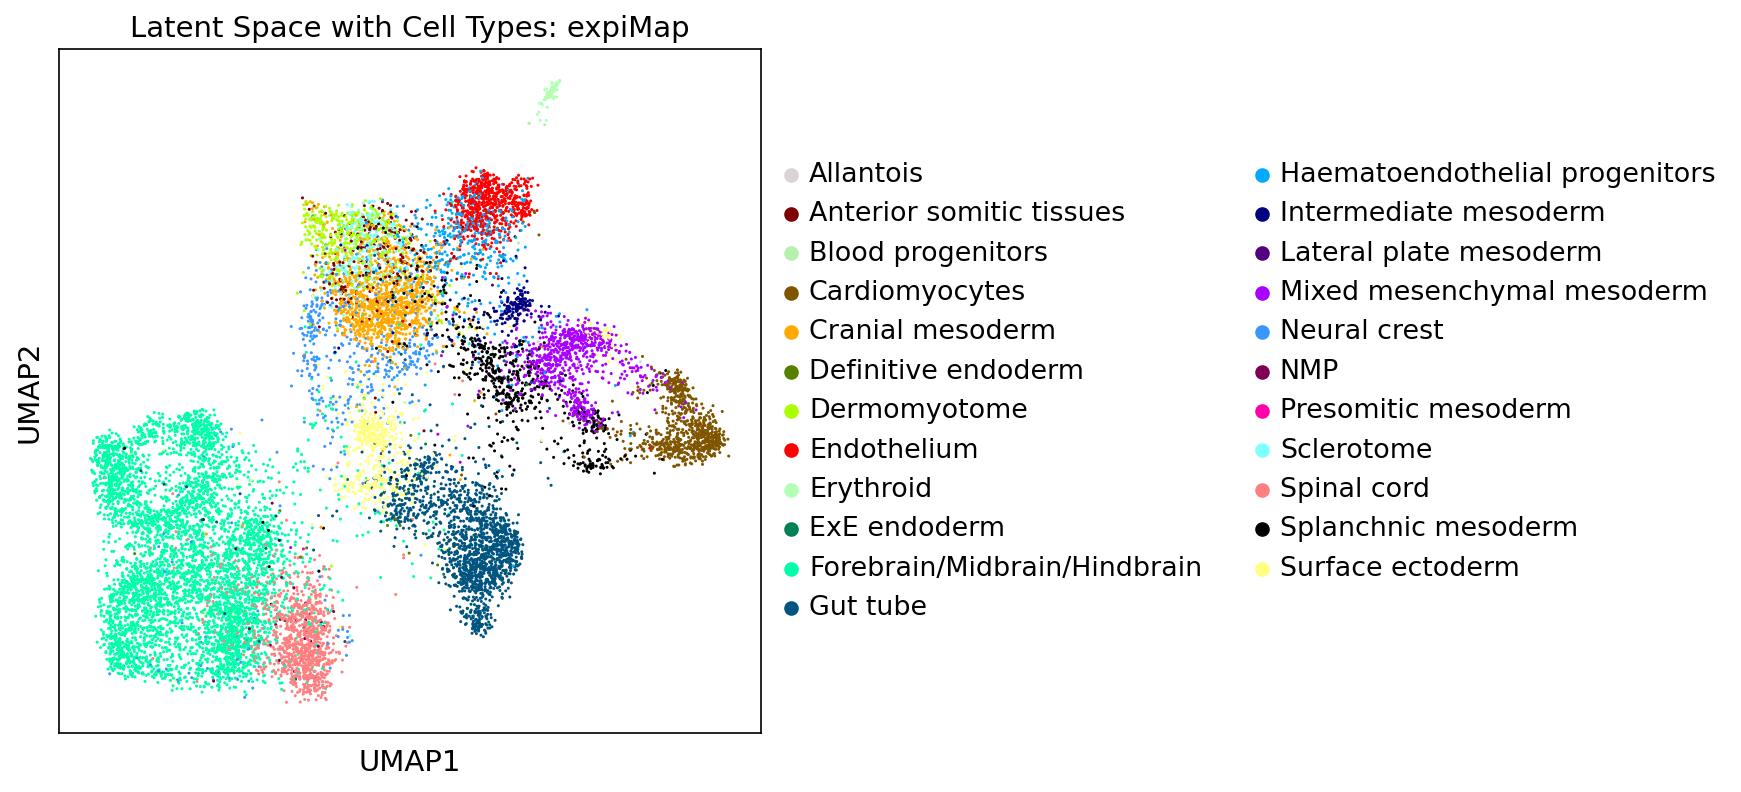 Latent Space with Cell Types: expiMap
UMAP2
UMAP1
Allantois
Anterior somitic tissues
Blood progenitors
Cardiomyocytes
Cranial mesoderm
Definitive endoderm
Dermomyotome
Endothelium
Erythroid
ExE endoderm
Forebrain/Midbrain/Hindbrain
Gut tube
Haematoendothelial progenitors
Intermediate mesoderm
Lateral plate mesoderm
Mixed mesenchymal mesoderm
Neural crest
NMP
Presomitic mesoderm
Sclerotome
Spinal cord
Splanchnic mesoderm
Surface ectoderm